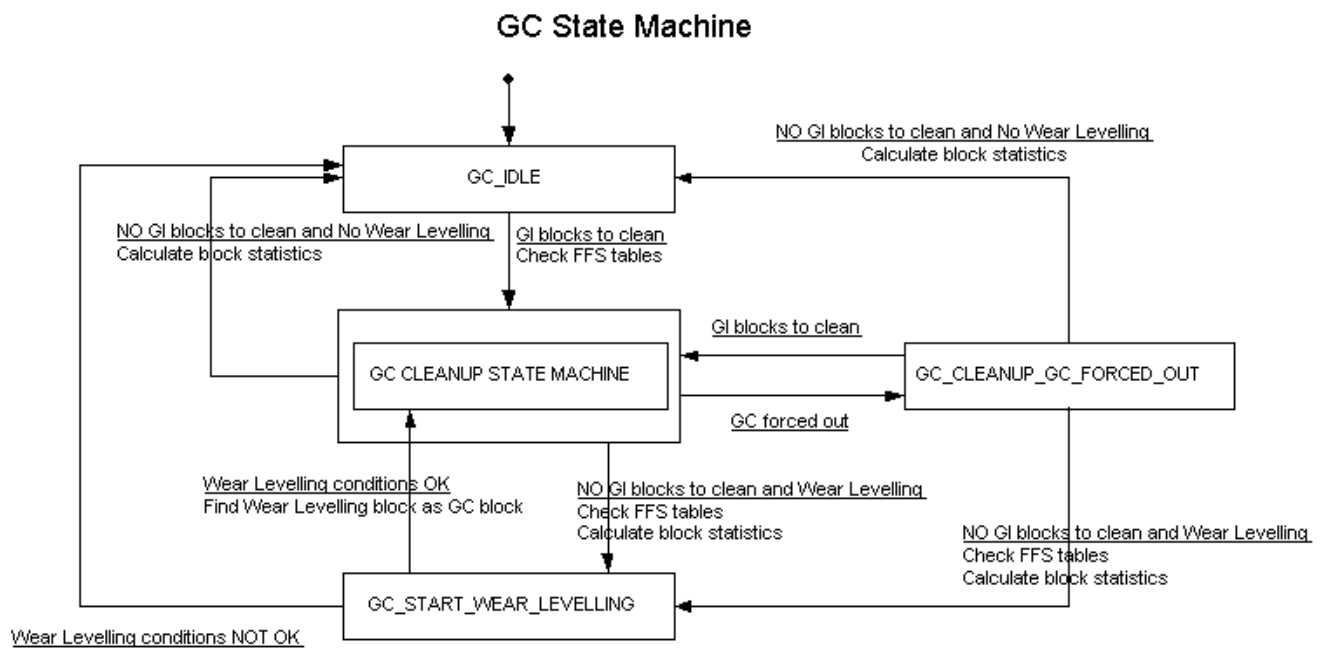 GC State Machine
NO GI blocks to clean and No Wear Levelling
Calculate block statistics
GC_IDLE
NO GI blocks to clean and No Wear Levelling
Calculate block statistics
GI blocks to clean
Check FFS tables
GI blocks to clean
GC CLEANUP STATE MACHINE
GC_CLEANUP_GC_FORCED_OUT
GC forced out
Wear Levelling conditions OK
Find Wear Levelling block as GC block
NO GI blocks to clean and Wear Levelling
Check FFS tables
Calculate block statistics
NO GI blocks to clean and Wear Levelling
Check FFS tables
Calculate block statistics
GC_START_WEAR_LEVELLING
Wear Levelling conditions NOT OK